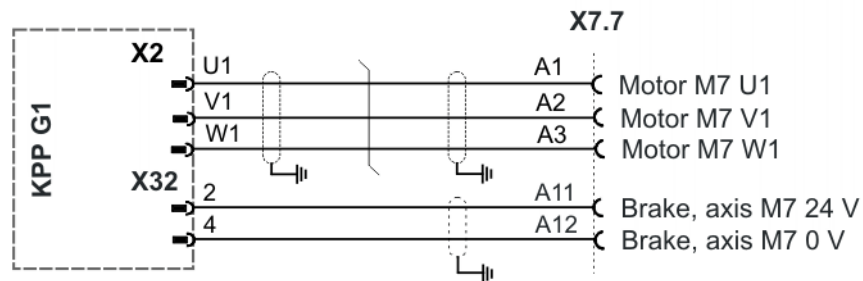 X7.7
X2
U1 A1 Motor M7 U1
V1 A2 Motor M7 V1
W1 A3 Motor M7 W1
KPP G1
X32
2 A11 Brake, axis M7 24 V
4 A12 Brake, axis M7 0 V